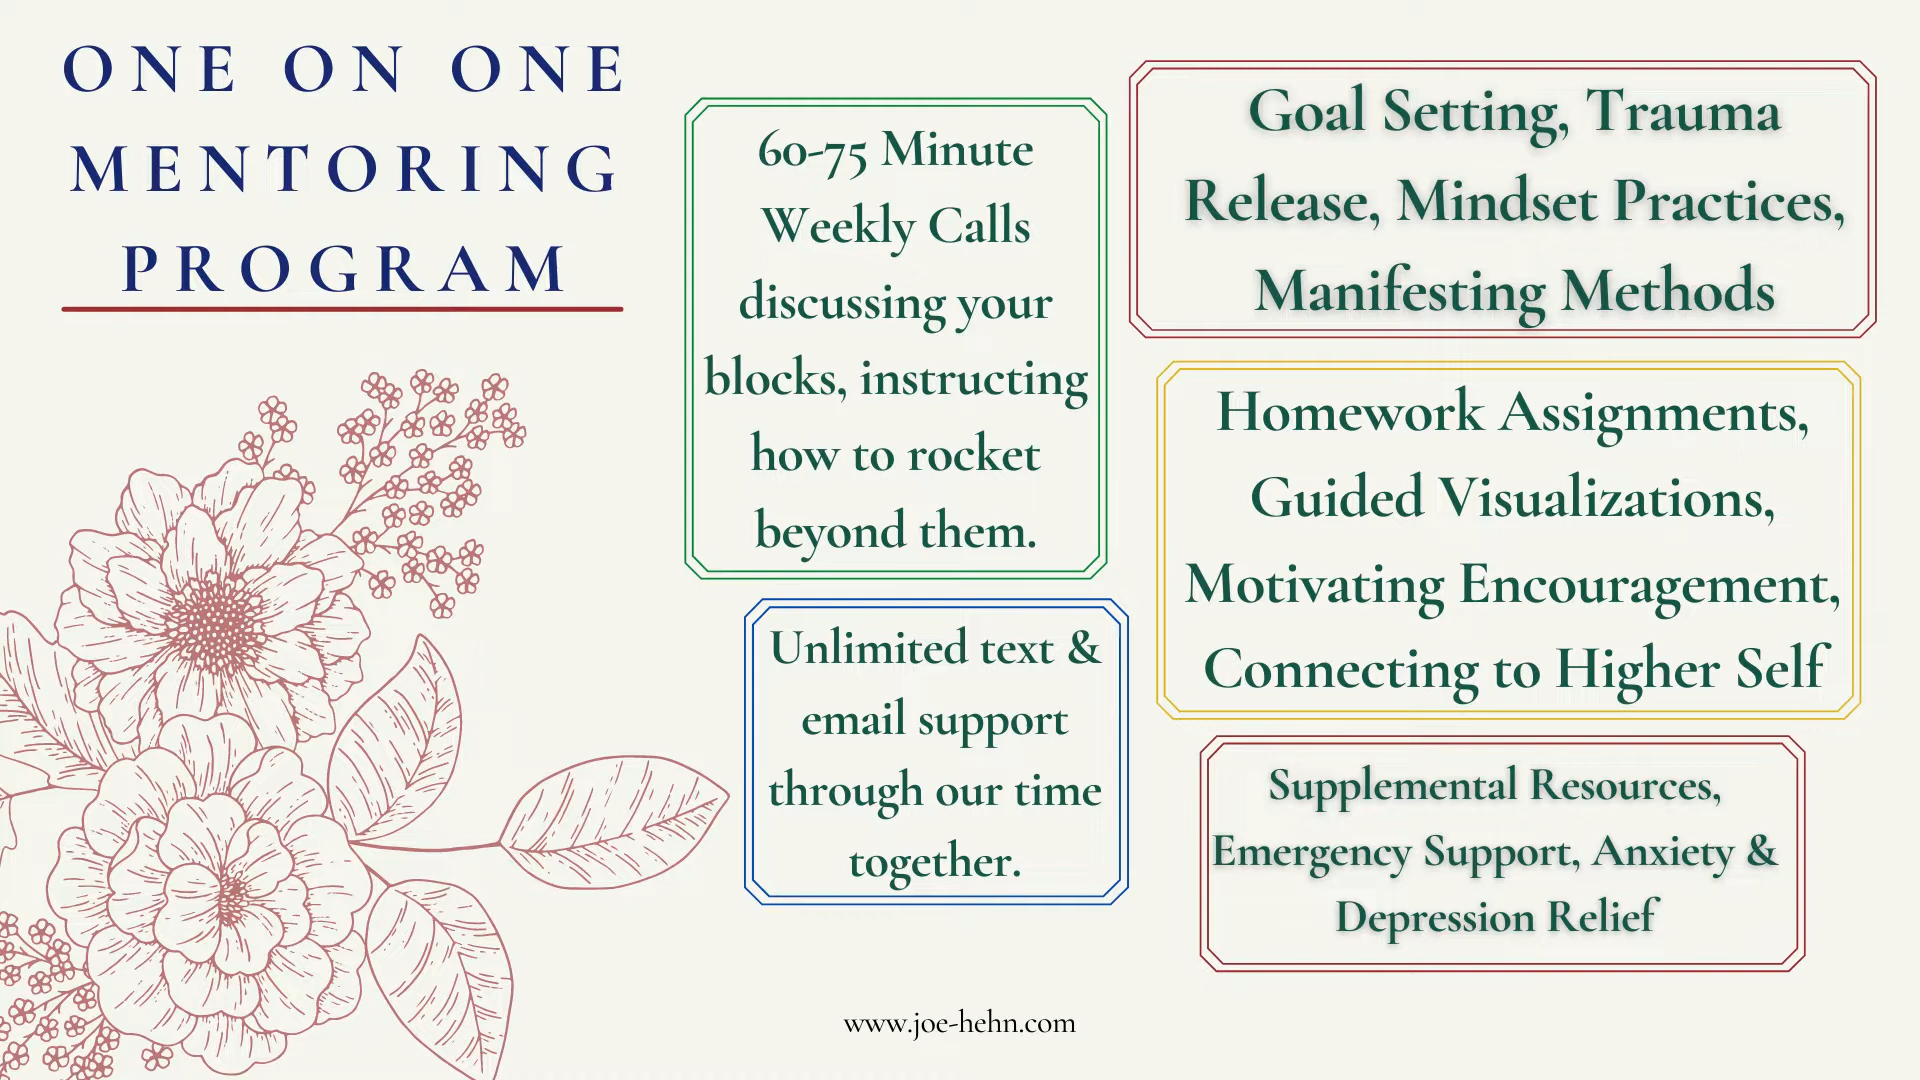 ONE ON ONE
MENTORING
PROGRAM
60-75 Minute
Weekly Calls
discussing your
blocks, instructing
how to rocket
beyond them.
Unlimited text &
email support
through our time
together.
Goal Setting, Trauma
Release, Mindset Practices,
Manifesting Methods
Homework Assignments,
Guided Visualizations,
Motivating Encouragement,
Connecting to Higher Self
Supplemental Resources,
Emergency Support, Anxiety &
Depression Relief
www.joe-hehn.com